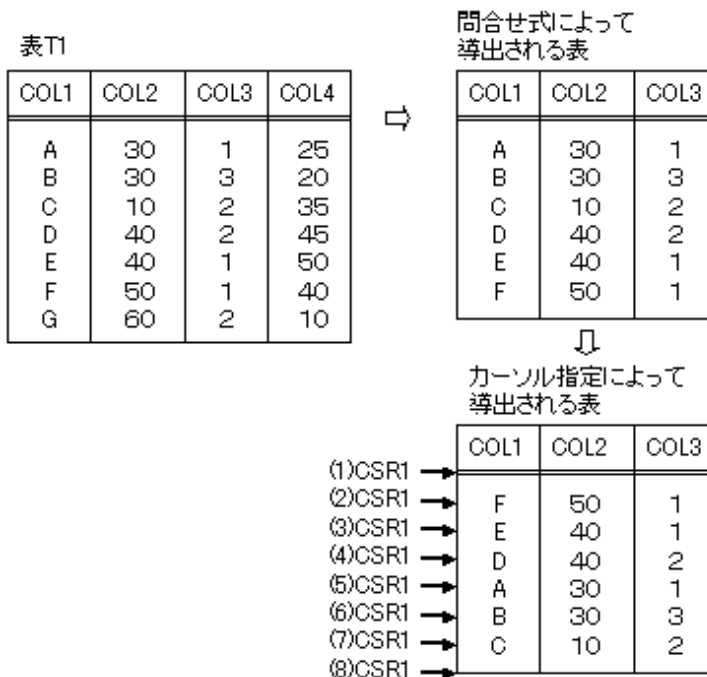 表T1
COL1 COL2 COL3 COL4
A 30 1 25
B 30 3 20
C 10 2 35
D 40 2 45
E 40 1 50
F 50 1 40
G 60 2 10
⇨
問合せ式によって
導出される表
COL1 COL2 COL3
A 30 1
B 30 3
C 10 2
D 40 2
E 40 1
F 50 1
⇩
カーソル指定によって
導出される表
COL1 COL2 COL3
(1)CSR1
(2)CSR1 F 50 1
(3)CSR1 E 40 1
(4)CSR1 D 40 2
(5)CSR1 A 30 1
(6)CSR1 B 30 3
(7)CSR1 C 10 2
(8)CSR1